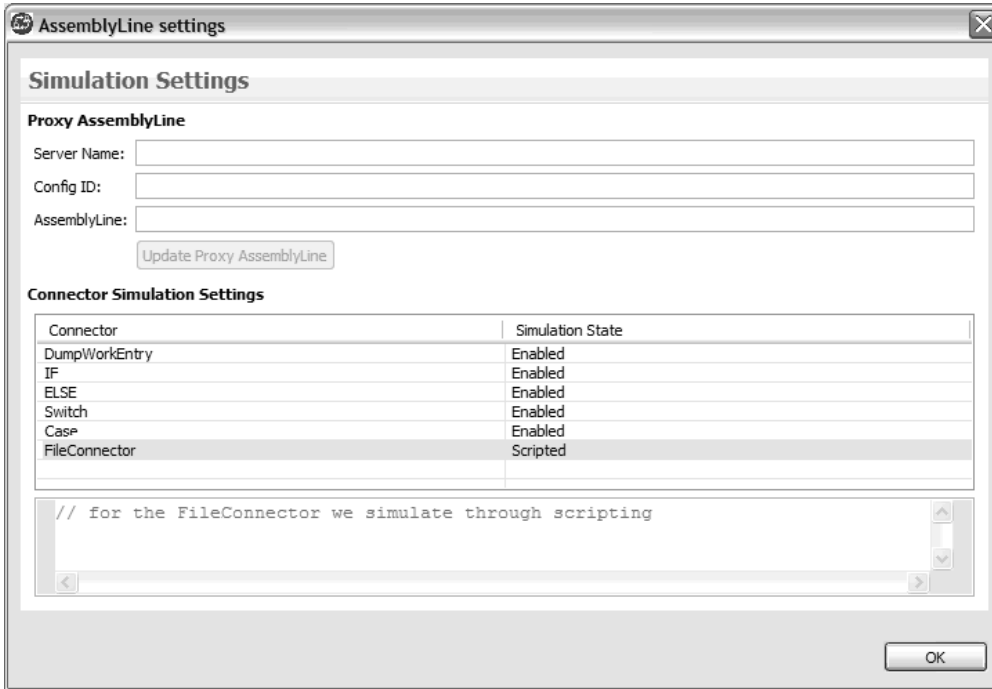 AssemblyLine settings
Simulation Settings
Proxy AssemblyLine
Server Name:
Config ID:
AssemblyLine:
Update Proxy AssemblyLine
Connector Simulation Settings
Connector Simulation State
DumpWorkEntry Enabled
IF Enabled
ELSE Enabled
Switch Enabled
Case Enabled
FileConnector Scripted
// for the FileConnector we simulate through scripting
OK